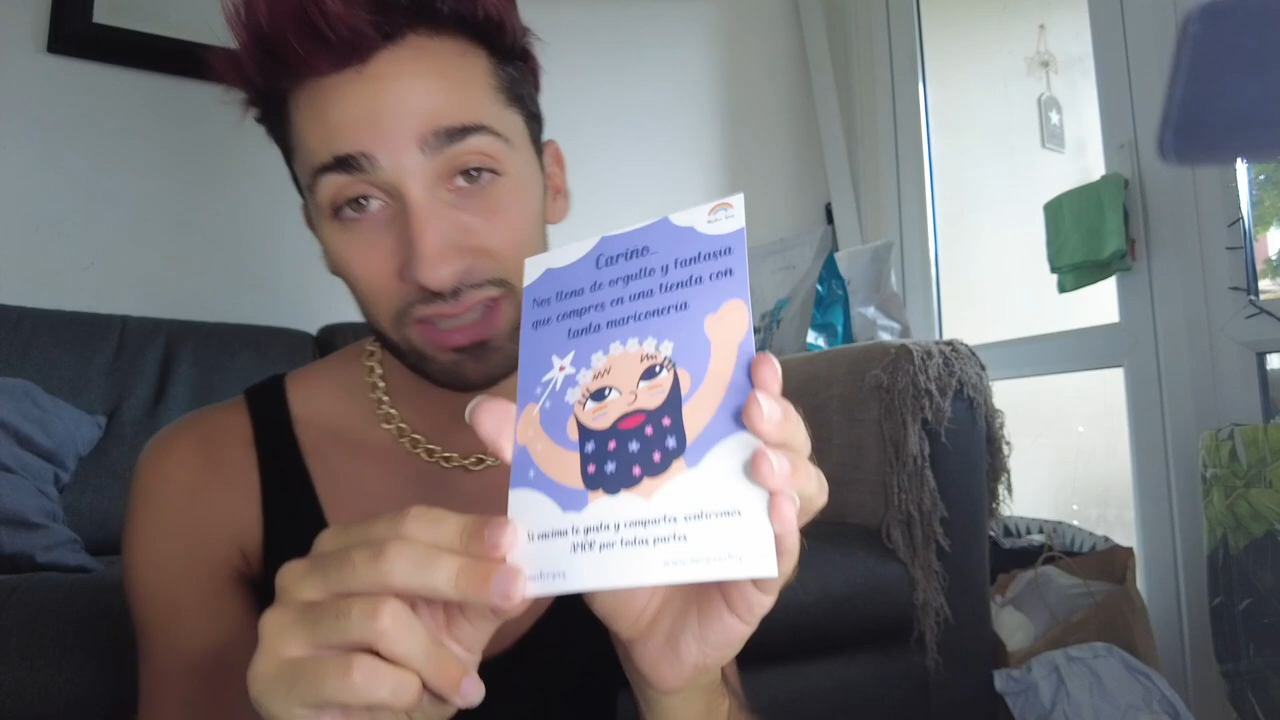 Cariño...
Nos llena de orgullo y fantasía
que compres en una tienda con
tanta mariconería
Si encima te gusta y compartes, sentiremos
AMOR por todas partes